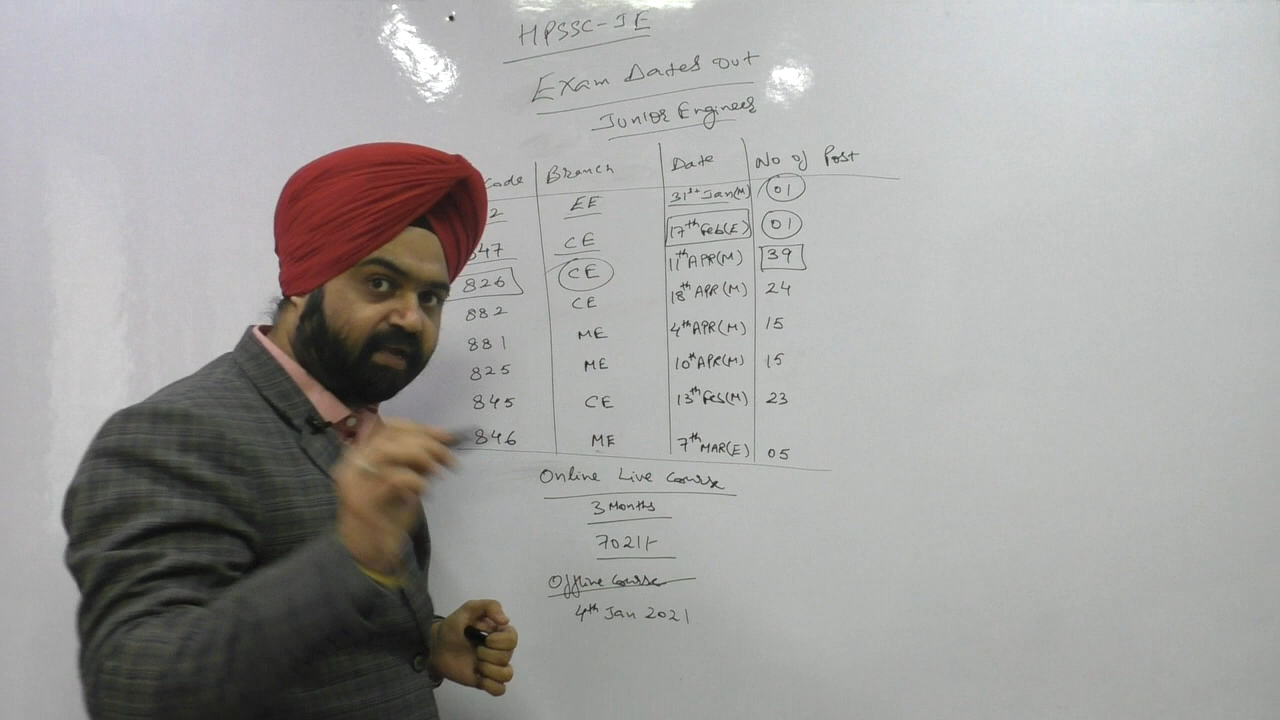 HPSSC-JE
Exam Dates Out
Junior Engineer
Code Branch Date No of Post
2 EE 31st Jan(M) 01
847 CE 17th Feb(E) 01
826 CE 11th APR(M) 39
882 CE 18th APR(M) 24
881 ME 4th APR(M) 15
825 ME 10th APR(M) 15
845 CE 13th Feb(M) 23
846 ME 7th MAR(E) 05
Online Live Course
3 Months
7021/-
Offline Course
4th Jan 2021